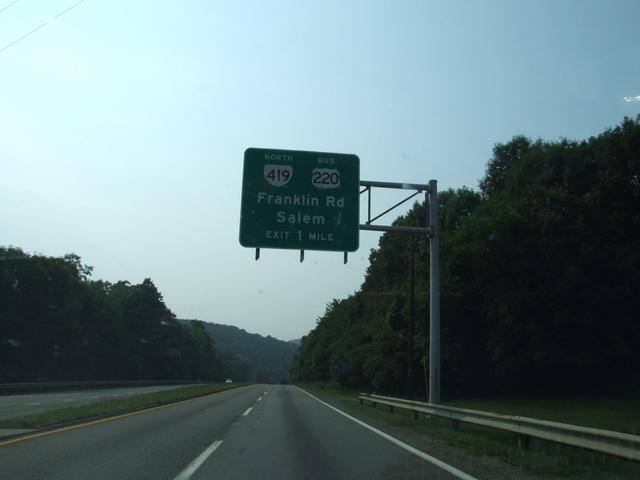 NORTH BUS
419 220
Franklin Rd
Salem
EXIT 1 MILE